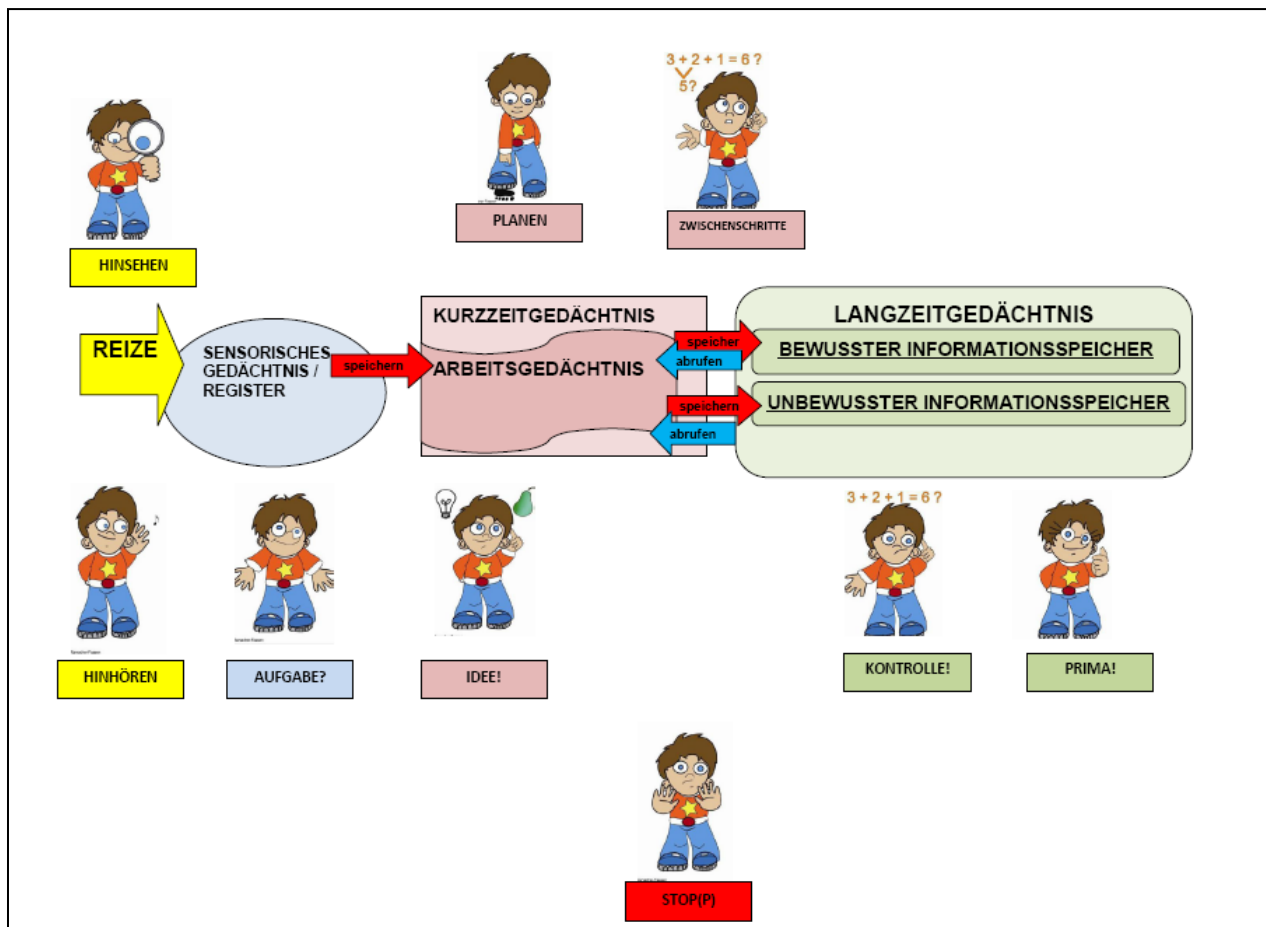 3 + 2 + 1 = 6 ?
5?
PLANEN
ZWISCHENSCHRITTE
HINSEHEN
REIZE
SENSORISCHES
GEDÄCHTNIS /
REGISTER
speichern
KURZZEITGEDÄCHTNIS
ARBEITSGEDÄCHTNIS
speicher
abrufen
speichern
abrufen
LANGZEITGEDÄCHTNIS
BEWUSSTER INFORMATIONSSPEICHER
UNBEWUSSTER INFORMATIONSSPEICHER
3 + 2 + 1 = 6 ?
HINHÖREN
AUFGABE?
IDEE!
KONTROLLE!
PRIMA!
STOP(P)